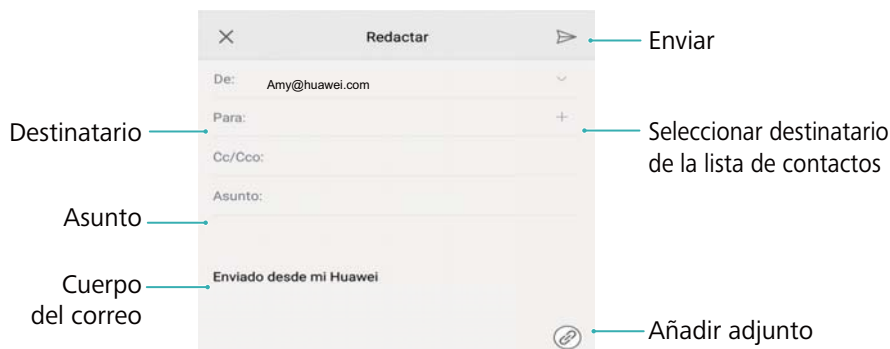 Redactar
Enviar
De:
Amy@huawei.com
Para:
Destinatario
Seleccionar destinatario
de la lista de contactos
Cc/Cco:
Asunto:
Asunto
Enviado desde mi Huawei
Cuerpo
del correo
Añadir adjunto